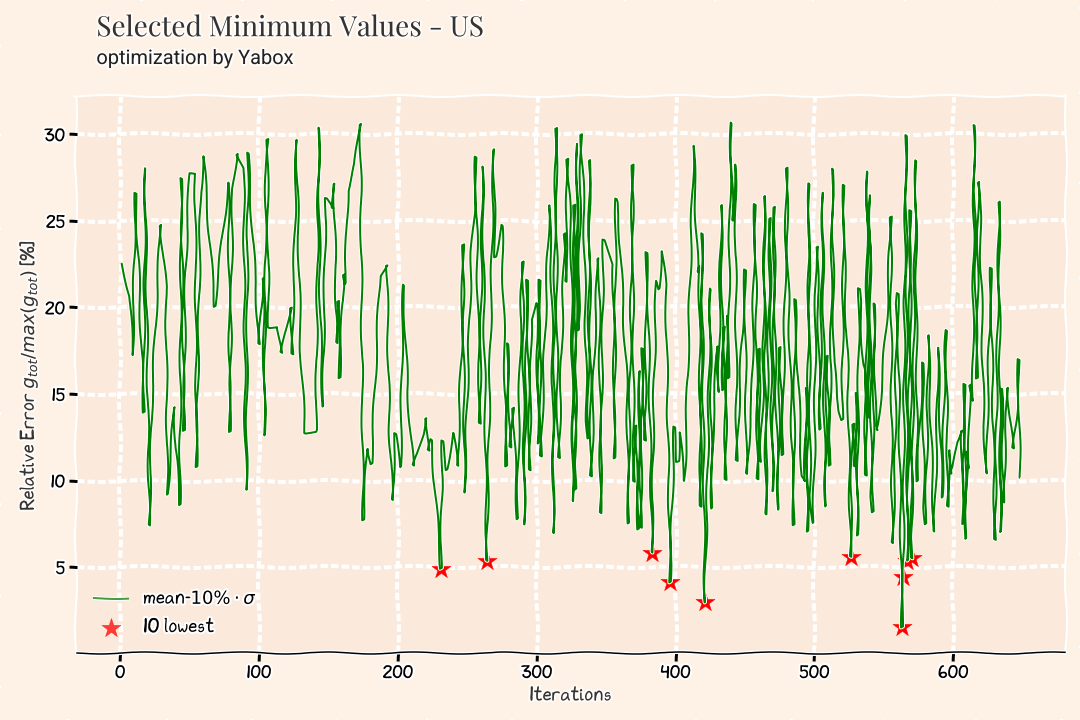 Selected Minimum Values - US
optimization by Yabox
Relative Error g_tot/max(g_tot) [%]
30
25
20
15
10
5
mean-10% · σ
10 lowest
0 100 200 300 400 500 600
Iterations